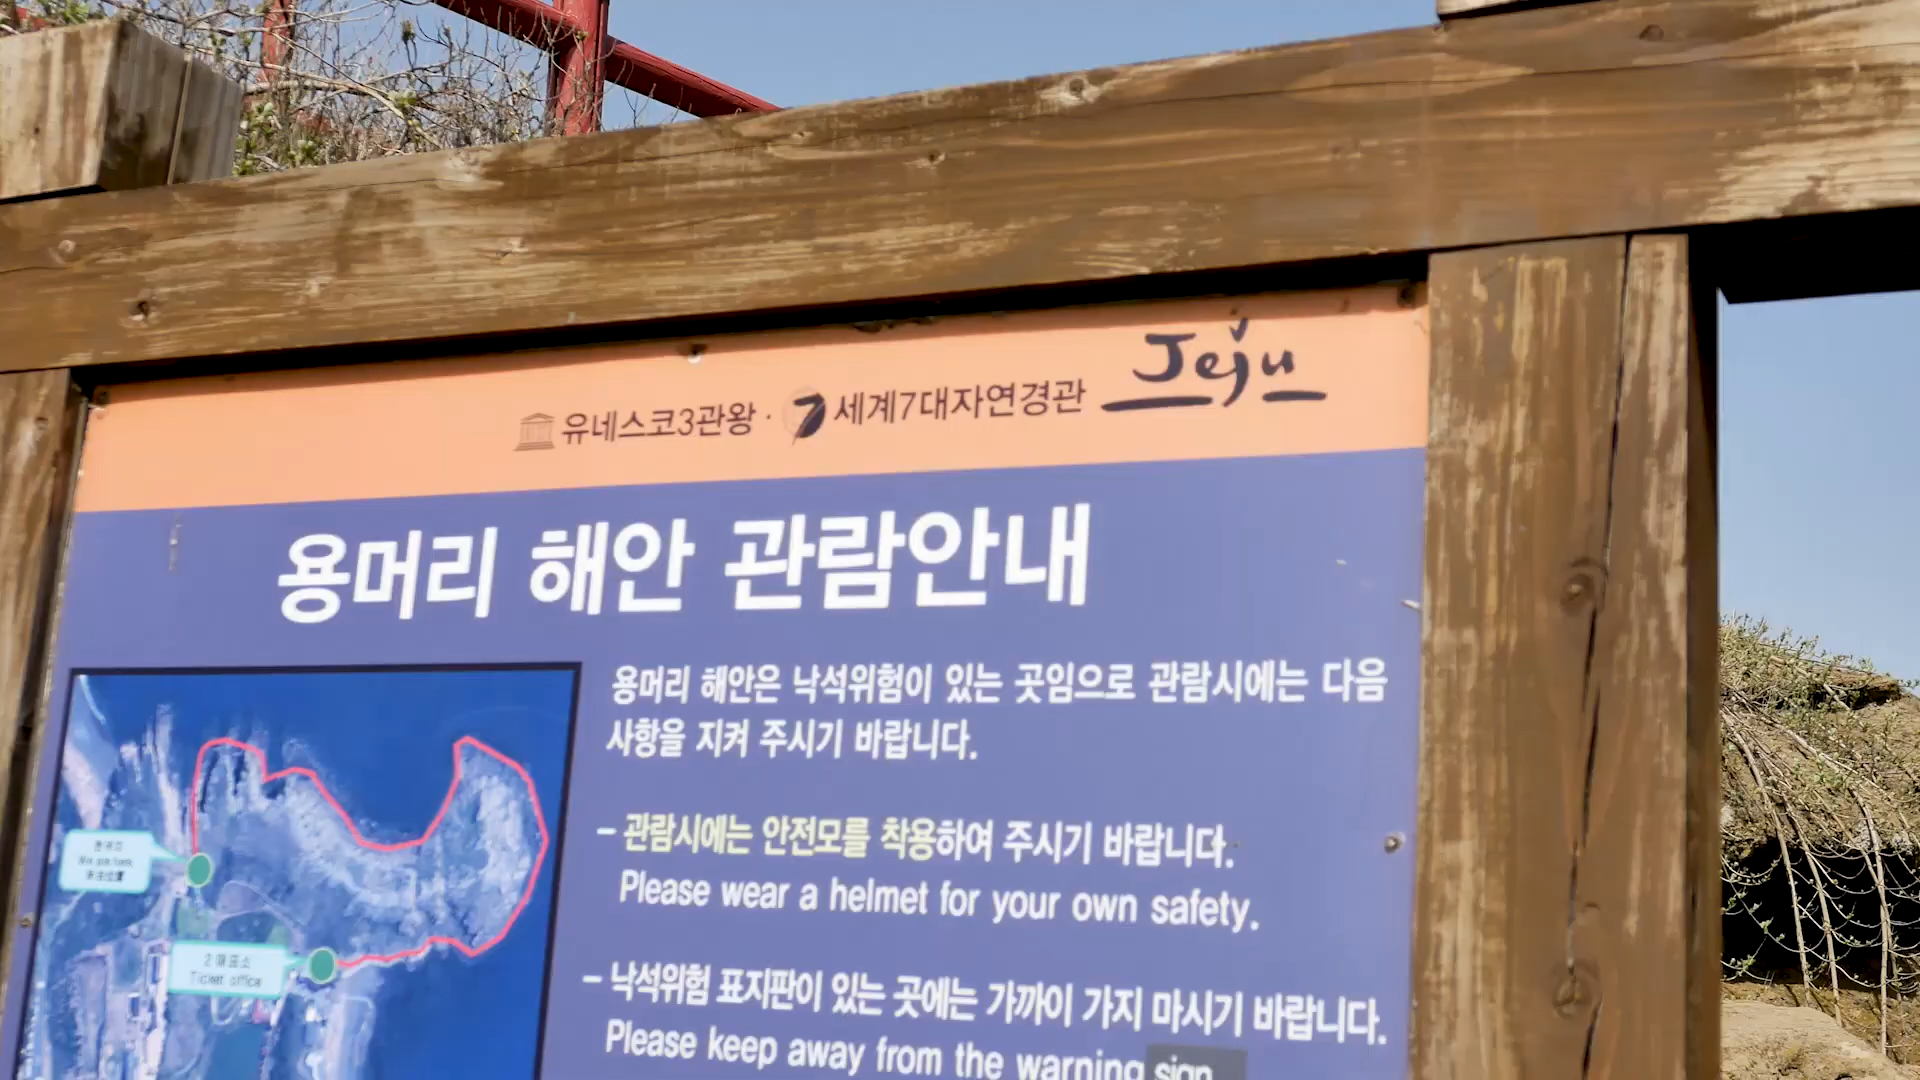 유네스코3관왕 · 7 세계7대자연경관 Jeju
용머리 해안 관람안내
용머리 해안은 낙석위험이 있는 곳임으로 관람시에는 다음
사항을 지켜 주시기 바랍니다.
– 관람시에는 안전모를 착용하여 주시기 바랍니다.
Please wear a helmet for your own safety.
– 낙석위험 표지판이 있는 곳에는 가까이 가지 마시기 바랍니다.
Please keep away from the warning sign.
2매표소
Ticket office